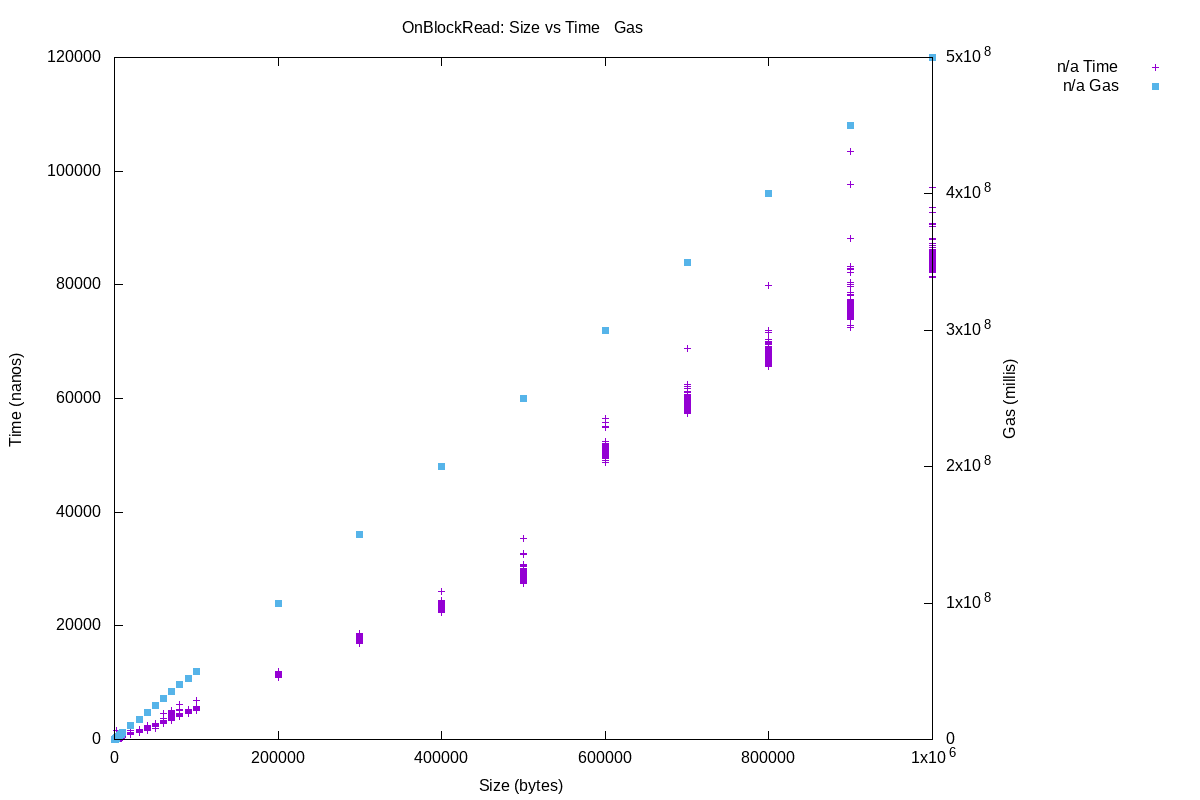 OnBlockRead: Size vs Time   Gas
n/a Time
n/a Gas
120000
100000
80000
60000
40000
20000
0
5x10^8
4x10^8
3x10^8
2x10^8
1x10^8
0
0 200000 400000 600000 800000 1x10^6
Time (nanos)
Gas (millis)
Size (bytes)